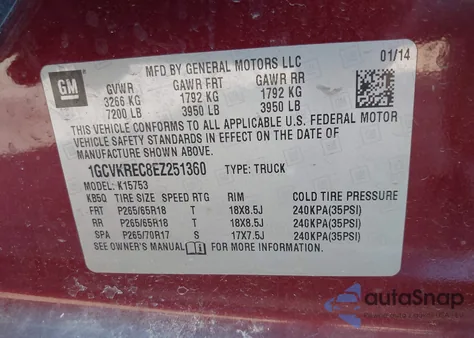 MFD BY GENERAL MOTORS LLC 01/14
GM
GVWR GAWR FRT GAWR RR
3266 KG 1792 KG 1792 KG
7200 LB 3950 LB 3950 LB
THIS VEHICLE CONFORMS TO ALL APPLICABLE U.S. FEDERAL MOTOR
VEHICLE SAFETY STANDARDS IN EFFECT ON THE DATE OF
MANUFACTURE SHOWN ABOVE.
1GCVKREC8EZ251360 TYPE: TRUCK
MODEL: K15753
KB5Q TIRE SIZE SPEED RTG RIM COLD TIRE PRESSURE
FRT P265/65R18 T 18X8.5J 240KPA(35PSI)
RR P265/65R18 T 18X8.5J 240KPA(35PSI)
SPA P265/70R17 S 17X7.5J 240KPA(35PSI)
SEE OWNER'S MANUAL FOR MORE INFORMATION.
autoSnap